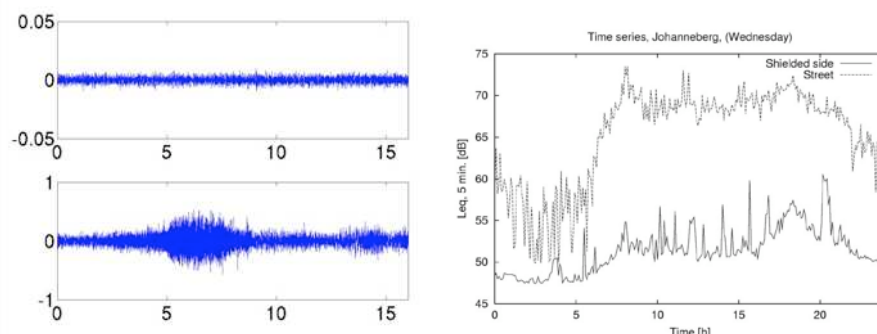 0.05
0
-0.05
0 5 10 15
1
0
-1
0 5 10 15
Time series, Johanneberg, (Wednesday)
Shielded side
Street
Leq, 5 min. [dB]
75
70
65
60
55
50
45
0 5 10 15 20
Time [h]